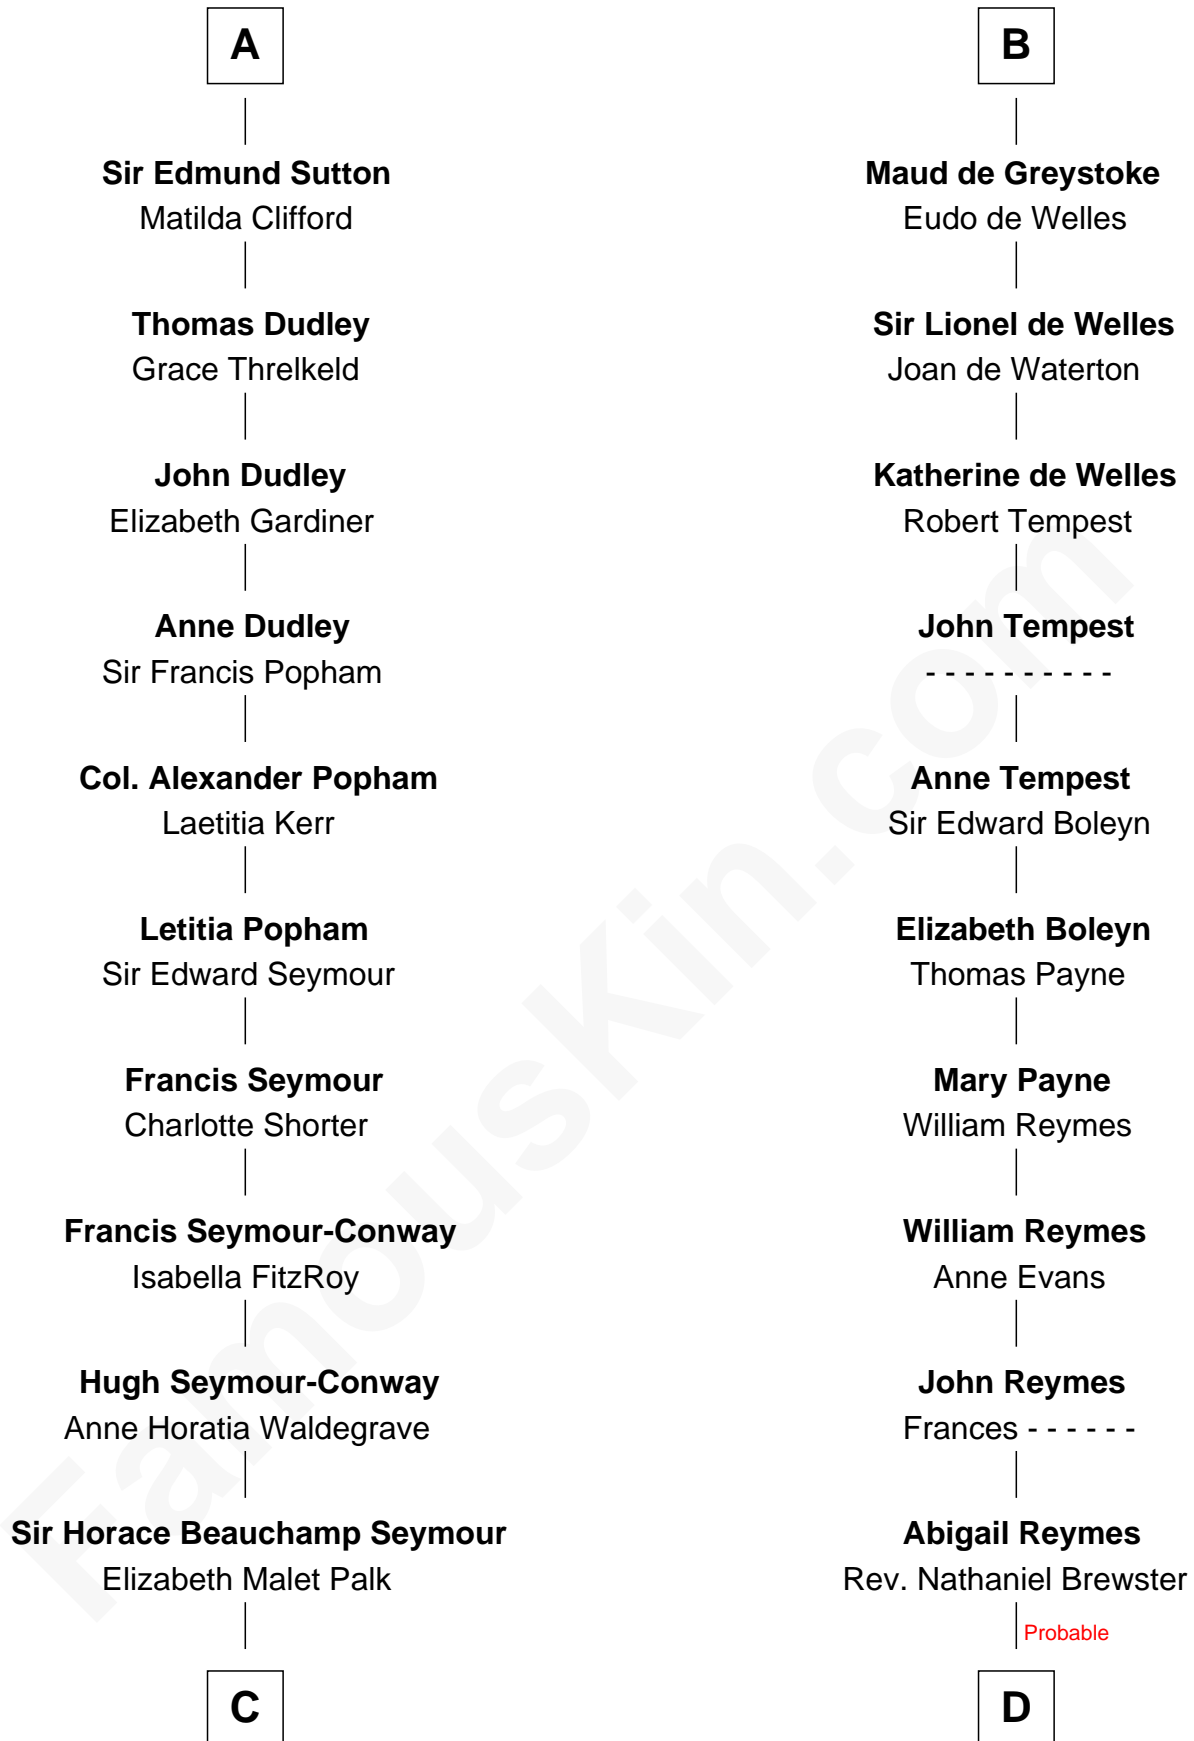 A
Sir Edmund Sutton
Matilda Clifford
Thomas Dudley
Grace Threlkeld
John Dudley
Elizabeth Gardiner
Anne Dudley
Sir Francis Popham
Col. Alexander Popham
Laetitia Kerr
Letitia Popham
Sir Edward Seymour
Francis Seymour
Charlotte Shorter
Francis Seymour-Conway
Isabella FitzRoy
Hugh Seymour-Conway
Anne Horatia Waldegrave
Sir Horace Beauchamp Seymour
Elizabeth Malet Palk
C
B
Maud de Greystoke
Eudo de Welles
Sir Lionel de Welles
Joan de Waterton
Katherine de Welles
Robert Tempest
John Tempest
- - - - - - - - - -
Anne Tempest
Sir Edward Boleyn
Elizabeth Boleyn
Thomas Payne
Mary Payne
William Reymes
William Reymes
Anne Evans
John Reymes
Frances - - - - - -
Abigail Reymes
Rev. Nathaniel Brewster
Probable
D
FamousKin.com